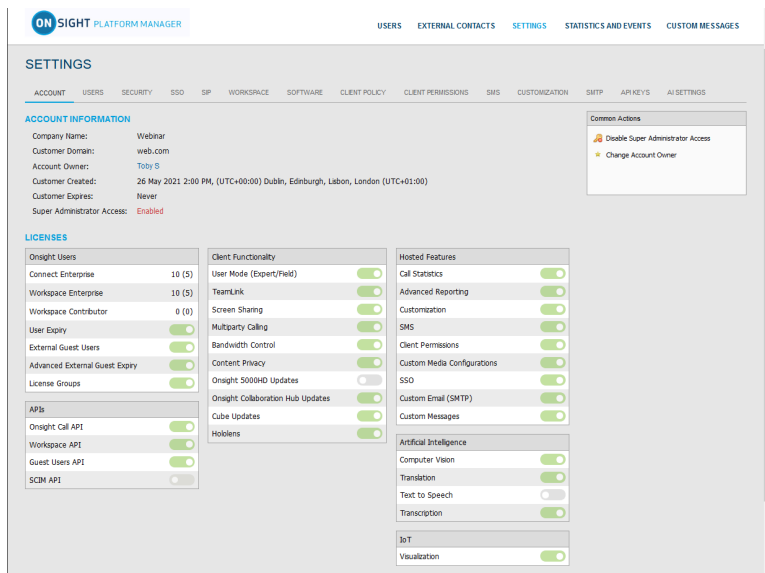 ONSIGHT PLATFORM MANAGER
USERS EXTERNAL CONTACTS SETTINGS STATISTICS AND EVENTS CUSTOM MESSAGES
SETTINGS
ACCOUNT USERS SECURITY SSO SIP WORKSPACE SOFTWARE CLIENT POLICY CLIENT PERMISSIONS SMS CUSTOMIZATION SMTP API KEYS AI SETTINGS
ACCOUNT INFORMATION
Company Name: Webinar
Customer Domain: web.com
Account Owner: Toby S
Customer Created: 26 May 2021 2:00 PM, (UTC+00:00) Dublin, Edinburgh, Lisbon, London (UTC+01:00)
Customer Expires: Never
Super Administrator Access: Enabled
Common Actions
Disable Super Administrator Access
Change Account Owner
LICENSES
Onsight Users
Connect Enterprise 10 (5)
Workspace Enterprise 10 (5)
Workspace Contributor 0 (0)
User Expiry
External Guest Users
Advanced External Guest Expiry
License Groups
APIs
Onsight Call API
Workspace API
Guest Users API
SCIM API
Client Functionality
User Mode (Expert/Field)
TeamLink
Screen Sharing
Multiparty Calling
Bandwidth Control
Content Privacy
Onsight 5000HD Updates
Onsight Collaboration Hub Updates
Cube Updates
Hololens
Hosted Features
Call Statistics
Advanced Reporting
Customization
SMS
Client Permissions
Custom Media Configurations
SSO
Custom Email (SMTP)
Custom Messages
Artificial Intelligence
Computer Vision
Translation
Text to Speech
Transcription
IoT
Visualization